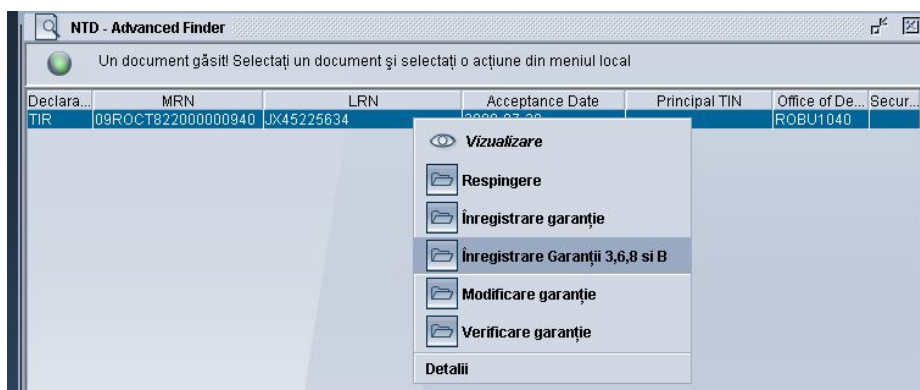 NTD - Advanced Finder
Un document găsit! Selectați un document și selectați o acțiune din meniul local
Declara... MRN LRN Acceptance Date Principal TIN Office of De... Secur...
TIR 09ROCT822000000940 JX45225634 ROBU1040
Vizualizare
Respingere
Înregistrare garanție
Înregistrare Garanții 3,6,8 si B
Modificare garanție
Verificare garanție
Detalii